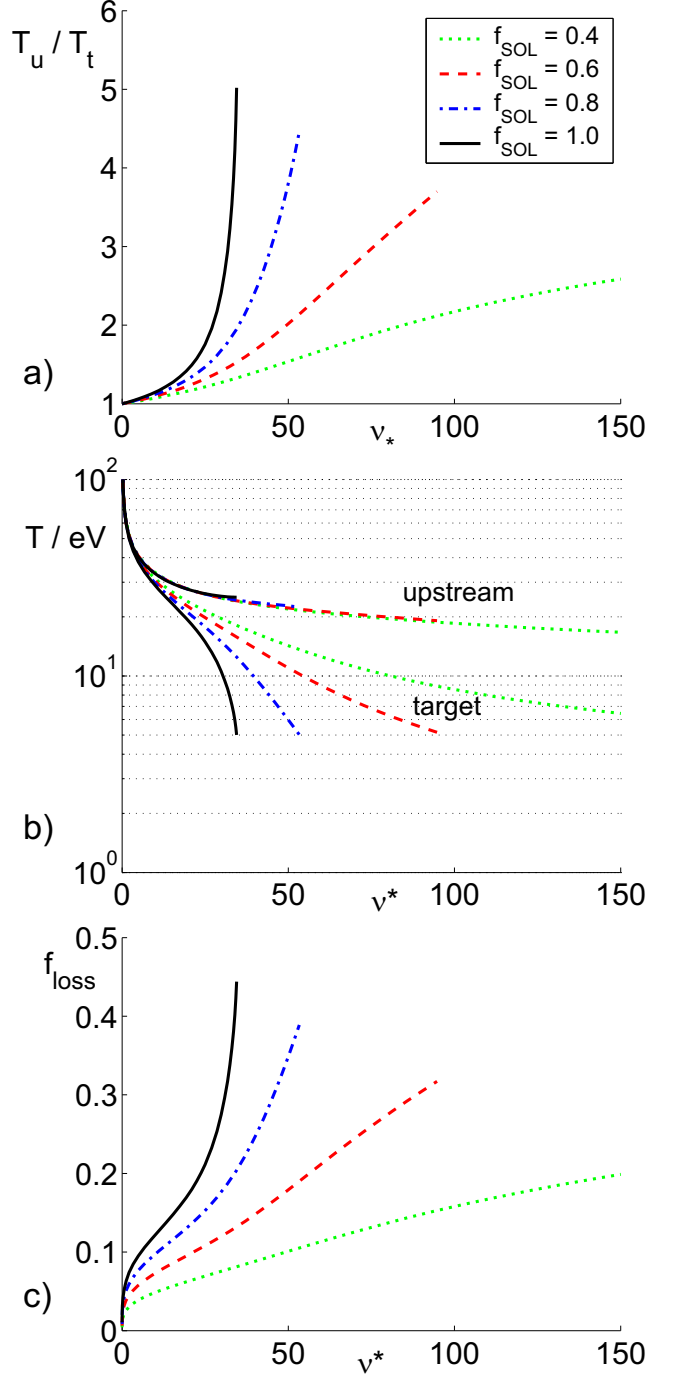 6
T_u / T_t
f_SOL = 0.4
f_SOL = 0.6
5
f_SOL = 0.8
f_SOL = 1.0
4
3
2
a)
1
0 50 100 150
ν_*
10^2
T / eV
upstream
10^1
target
b)
10^0
0 50 100 150
ν*
0.5
f_loss
0.4
0.3
0.2
0.1
c)
0
0 50 100 150
ν*